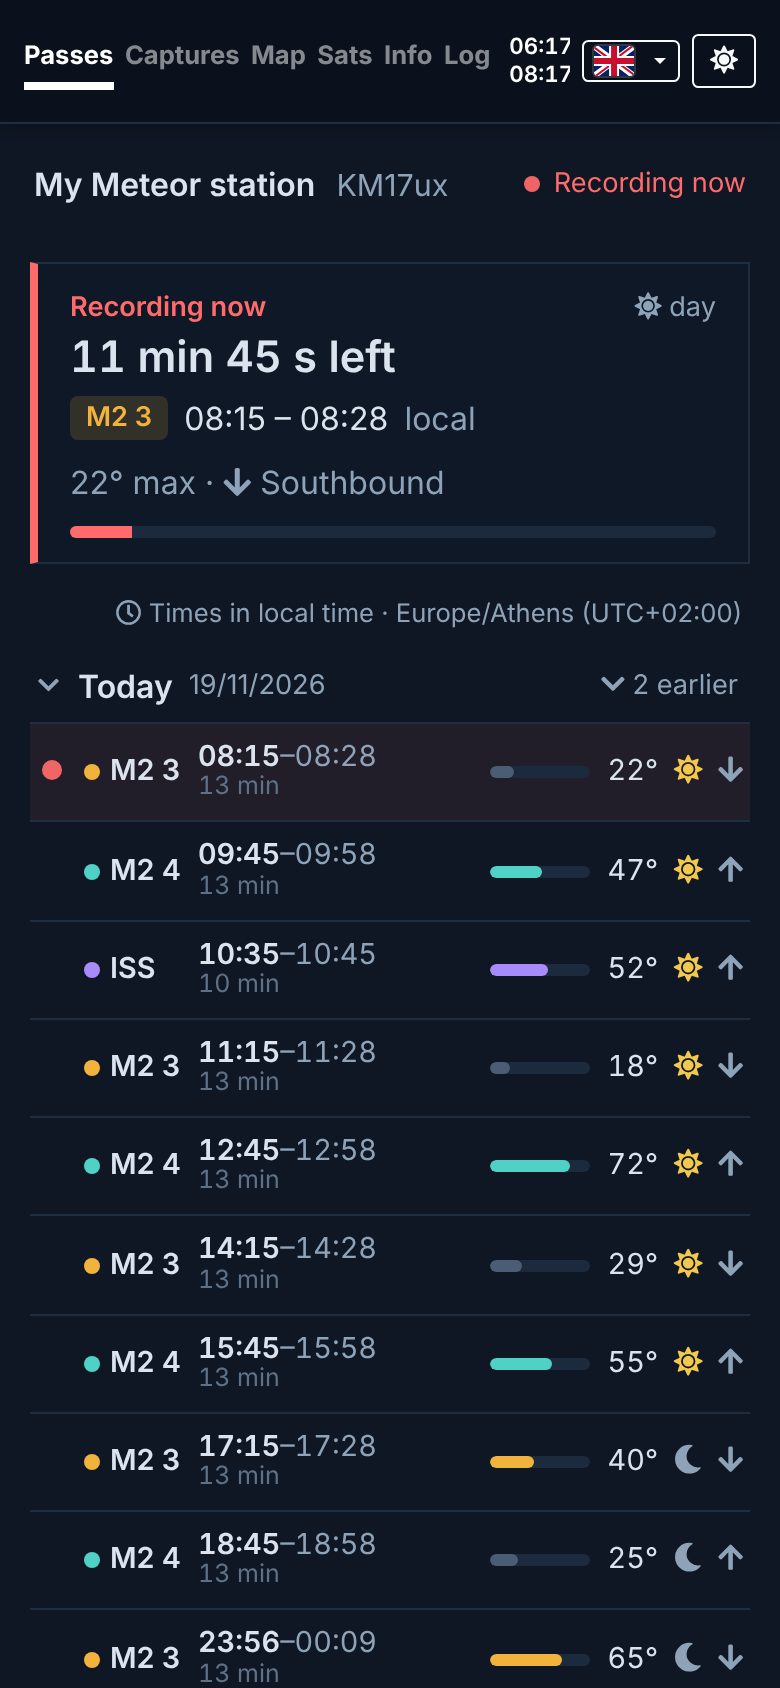 Passes Captures Map Sats Info Log 06:17
08:17
My Meteor station KM17ux Recording now
Recording now day
11 min 45 s left
M2 3 08:15 – 08:28 local
22° max · ↓ Southbound
Times in local time · Europe/Athens (UTC+02:00)
Today 19/11/2026 2 earlier
M2 3 08:15–08:28 22° ↓
13 min
M2 4 09:45–09:58 47° ↑
13 min
ISS 10:35–10:45 52° ↑
10 min
M2 3 11:15–11:28 18° ↓
13 min
M2 4 12:45–12:58 72° ↑
13 min
M2 3 14:15–14:28 29° ↓
13 min
M2 4 15:45–15:58 55° ↑
13 min
M2 3 17:15–17:28 40° ↓
13 min
M2 4 18:45–18:58 25° ↑
13 min
M2 3 23:56–00:09 65° ↓
13 min